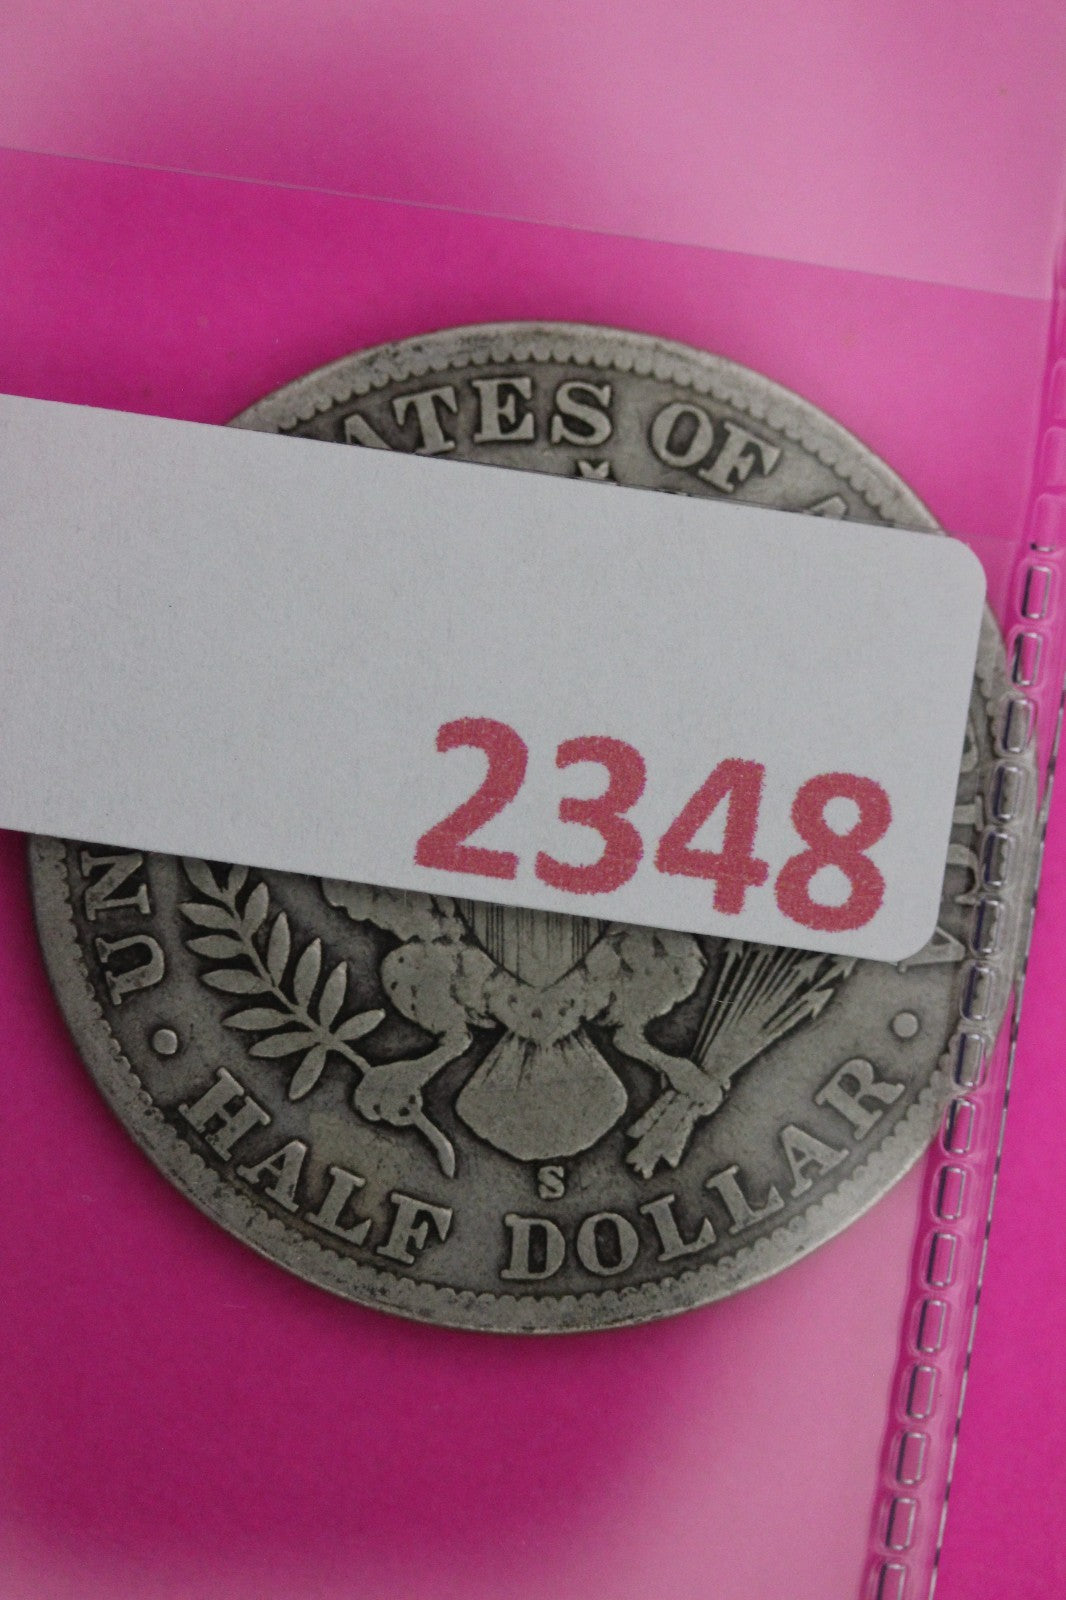 ATES OF A
2348
UN
HALF DOLLAR
S